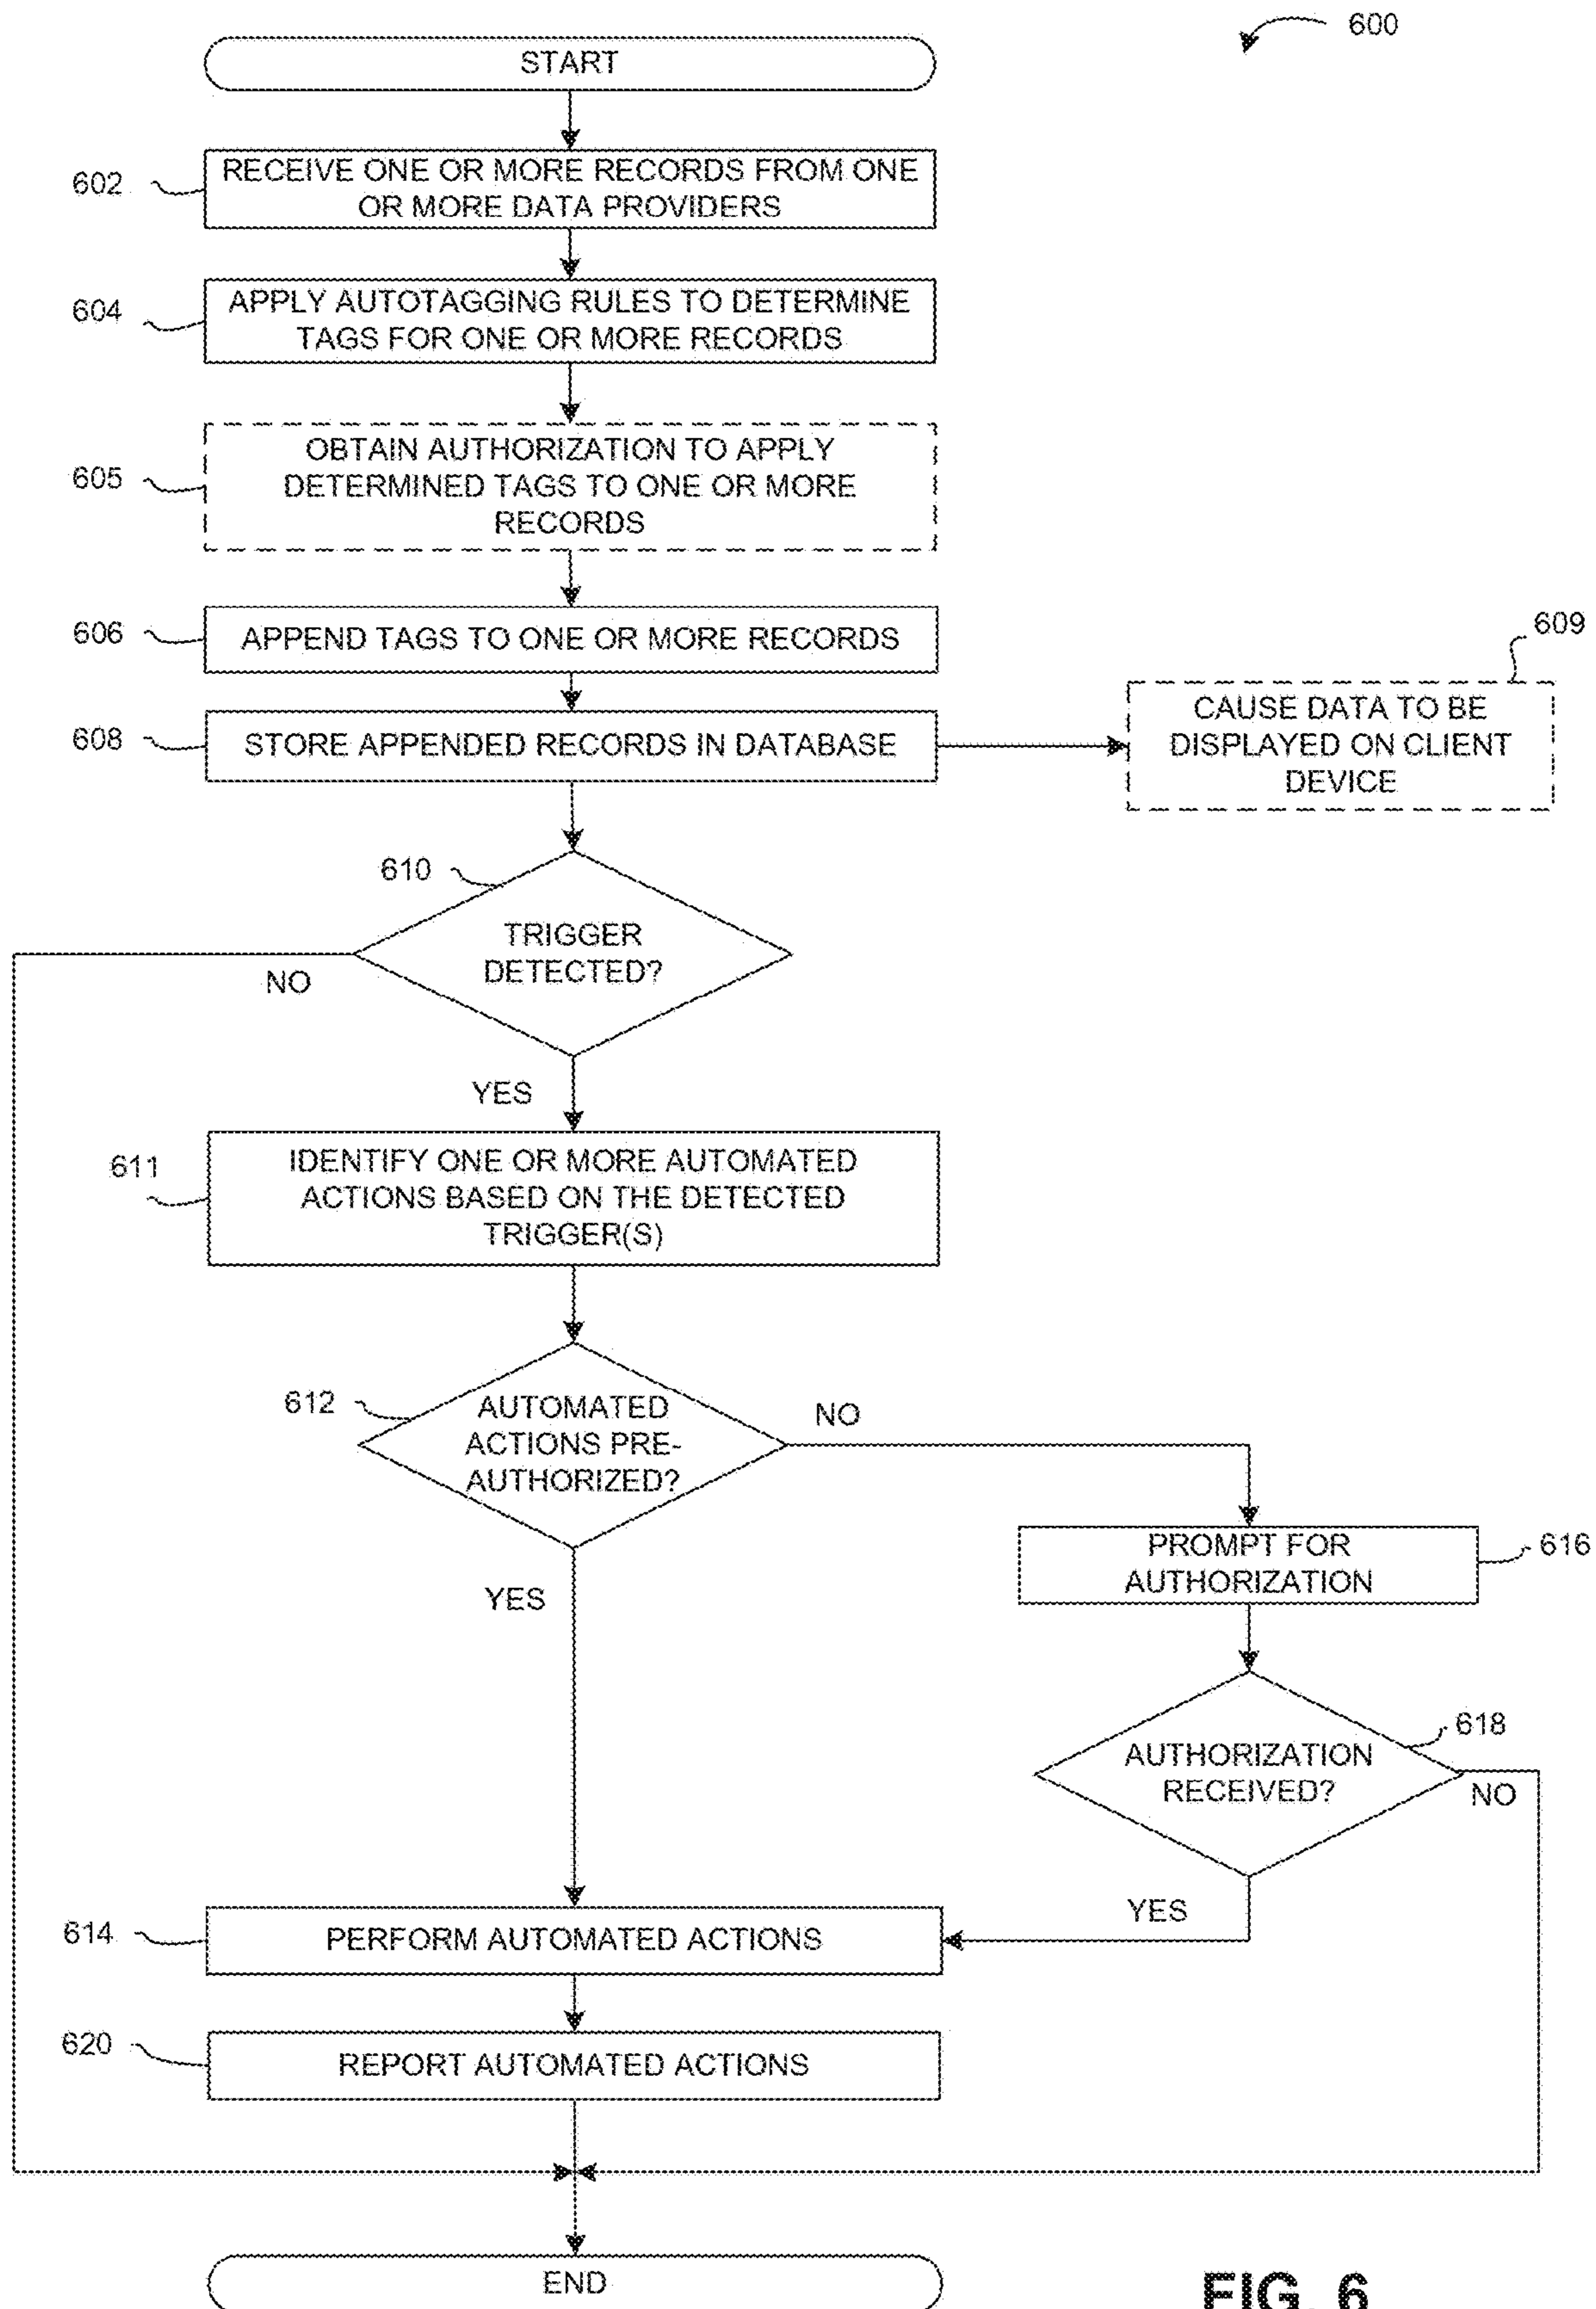 600
START
602
RECEIVE ONE OR MORE RECORDS FROM ONE
OR MORE DATA PROVIDERS
604
APPLY AUTOTAGGING RULES TO DETERMINE
TAGS FOR ONE OR MORE RECORDS
605
OBTAIN AUTHORIZATION TO APPLY
DETERMINED TAGS TO ONE OR MORE
RECORDS
606
APPEND TAGS TO ONE OR MORE RECORDS
609
CAUSE DATA TO BE
DISPLAYED ON CLIENT
DEVICE
608
STORE APPENDED RECORDS IN DATABASE
610
TRIGGER
DETECTED?
NO
YES
611
IDENTIFY ONE OR MORE AUTOMATED
ACTIONS BASED ON THE DETECTED
TRIGGER(S)
612
AUTOMATED
ACTIONS PRE-
AUTHORIZED?
NO
YES
616
PROMPT FOR
AUTHORIZATION
618
AUTHORIZATION
RECEIVED?
NO
YES
614
PERFORM AUTOMATED ACTIONS
620
REPORT AUTOMATED ACTIONS
END
FIG. 6